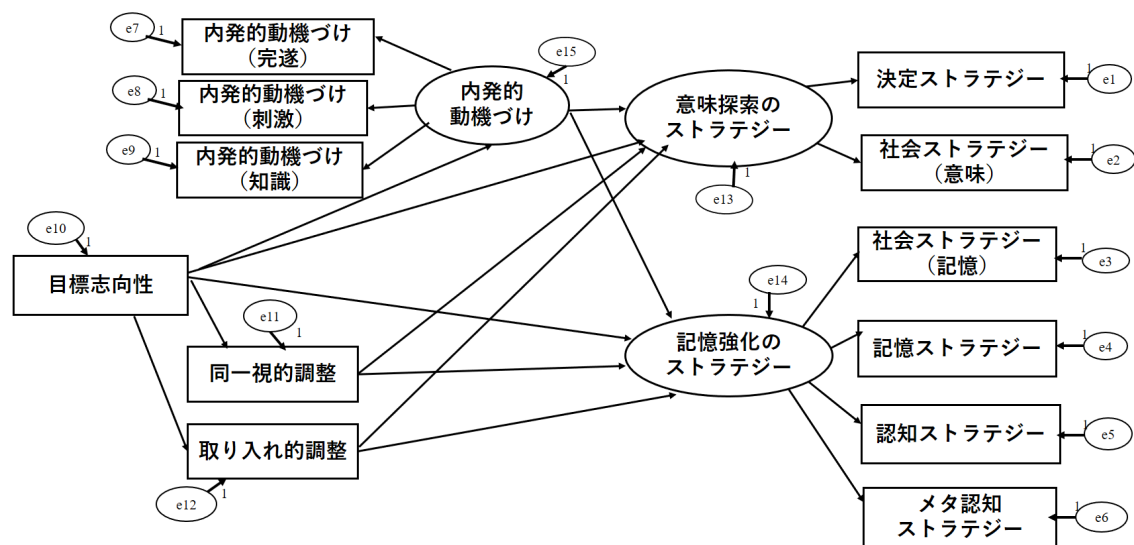 e7
1
内発的動機づけ
（完遂）
e8
1
内発的動機づけ
（刺激）
e9
1
内発的動機づけ
（知識）
e15
1
内発的
動機づけ
意味探索の
ストラテジー
1
e13
決定ストラテジー
1
e1
社会ストラテジー
（意味）
1
e2
e10
1
目標志向性
e11
1
同一視的調整
取り入れ的調整
e12
1
e14
1
記憶強化の
ストラテジー
社会ストラテジー
（記憶）
1
e3
記憶ストラテジー
1
e4
認知ストラテジー
1
e5
メタ認知
ストラテジー
1
e6